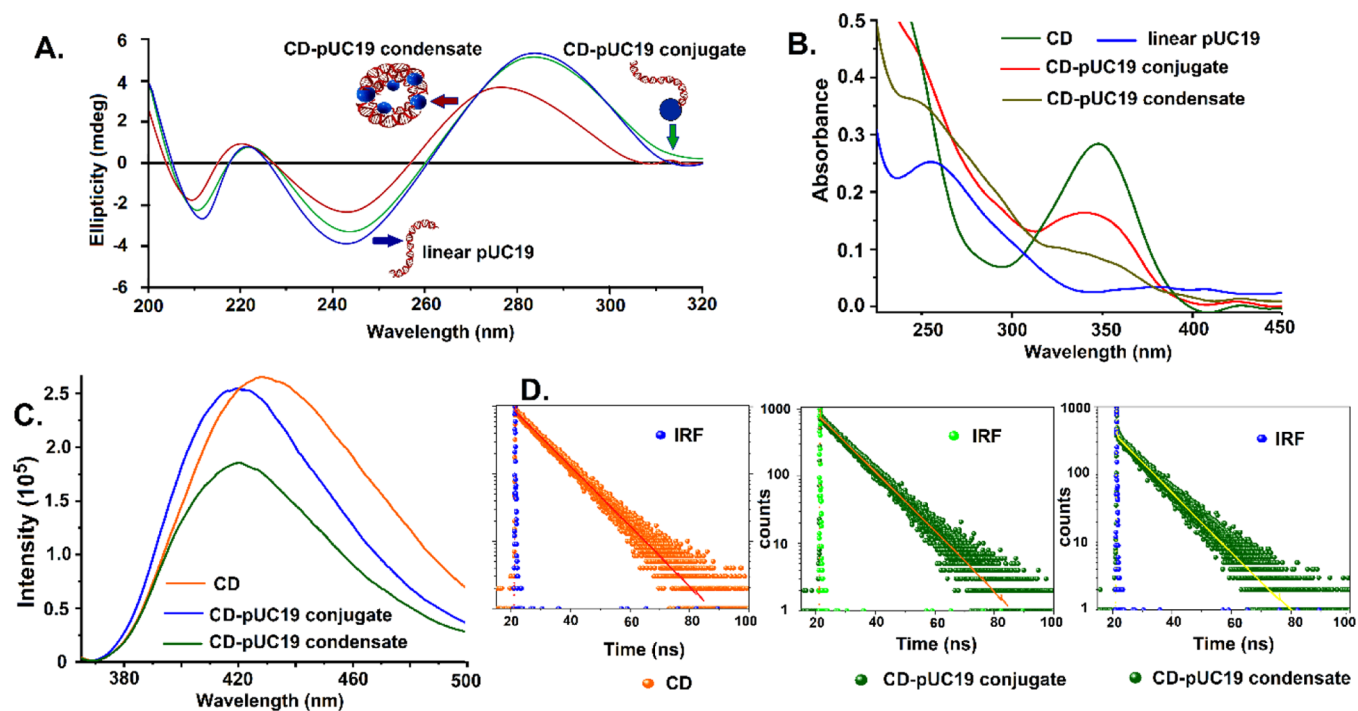 A.
CD-pUC19 condensate
CD-pUC19 conjugate
linear pUC19
Ellipticity (mdeg)
6
4
2
0
-2
-4
-6
200 220 240 260 280 300 320
Wavelength (nm)
B.
CD
linear pUC19
CD-pUC19 conjugate
CD-pUC19 condensate
Absorbance
0.5
0.4
0.3
0.2
0.1
0.0
250 300 350 400 450
Wavelength (nm)
C.
Intensity (10⁵)
2.5
2.0
1.5
1.0
0.5
0
CD
CD-pUC19 conjugate
CD-pUC19 condensate
380 420 460 500
Wavelength (nm)
D.
IRF
20 40 60 80 100
Time (ns)
CD
IRF
counts
1000
100
10
1
20 40 60 80 100
Time (ns)
CD-pUC19 conjugate
IRF
counts
1000
100
10
1
20 40 60 80 100
Time (ns)
CD-pUC19 condensate